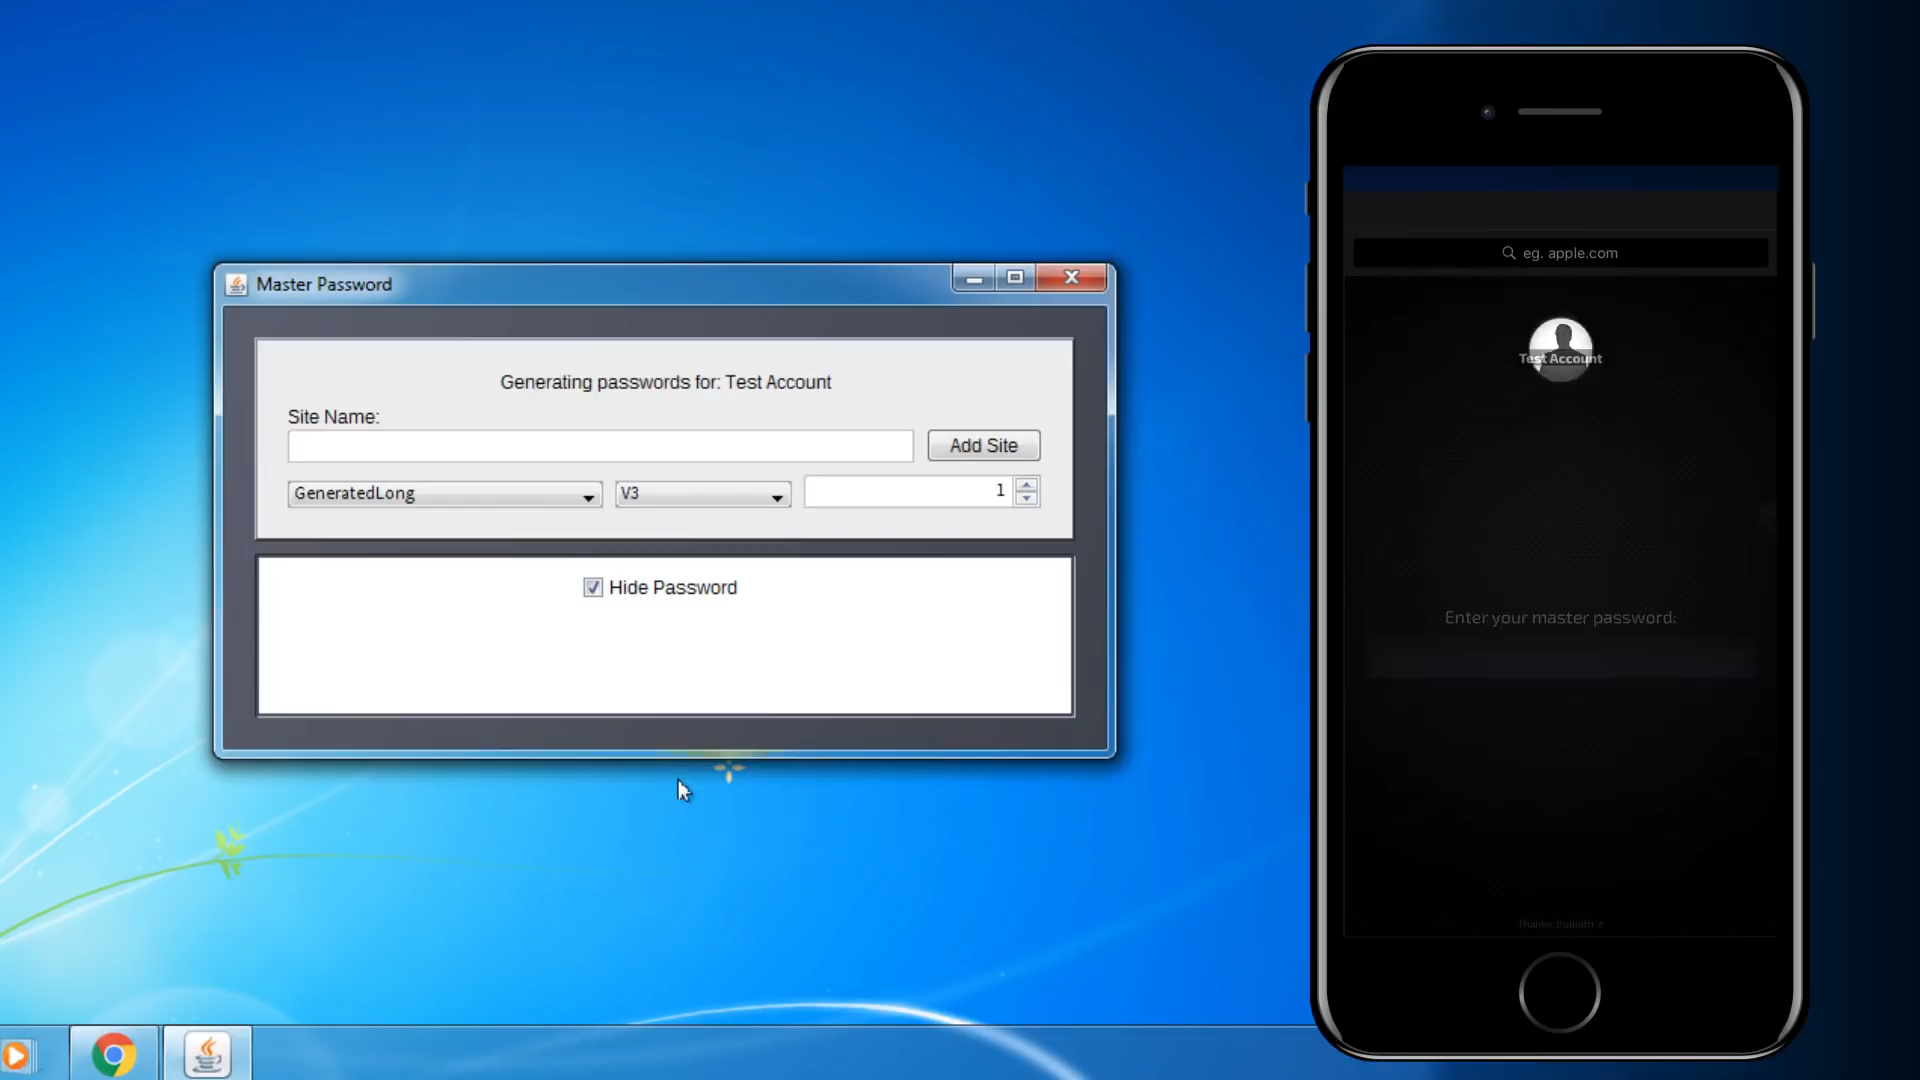 Master Password
Generating passwords for: Test Account
Site Name:
Add Site
GeneratedLong
V3
1
Hide Password
eg. apple.com
Test Account
Enter your master password: